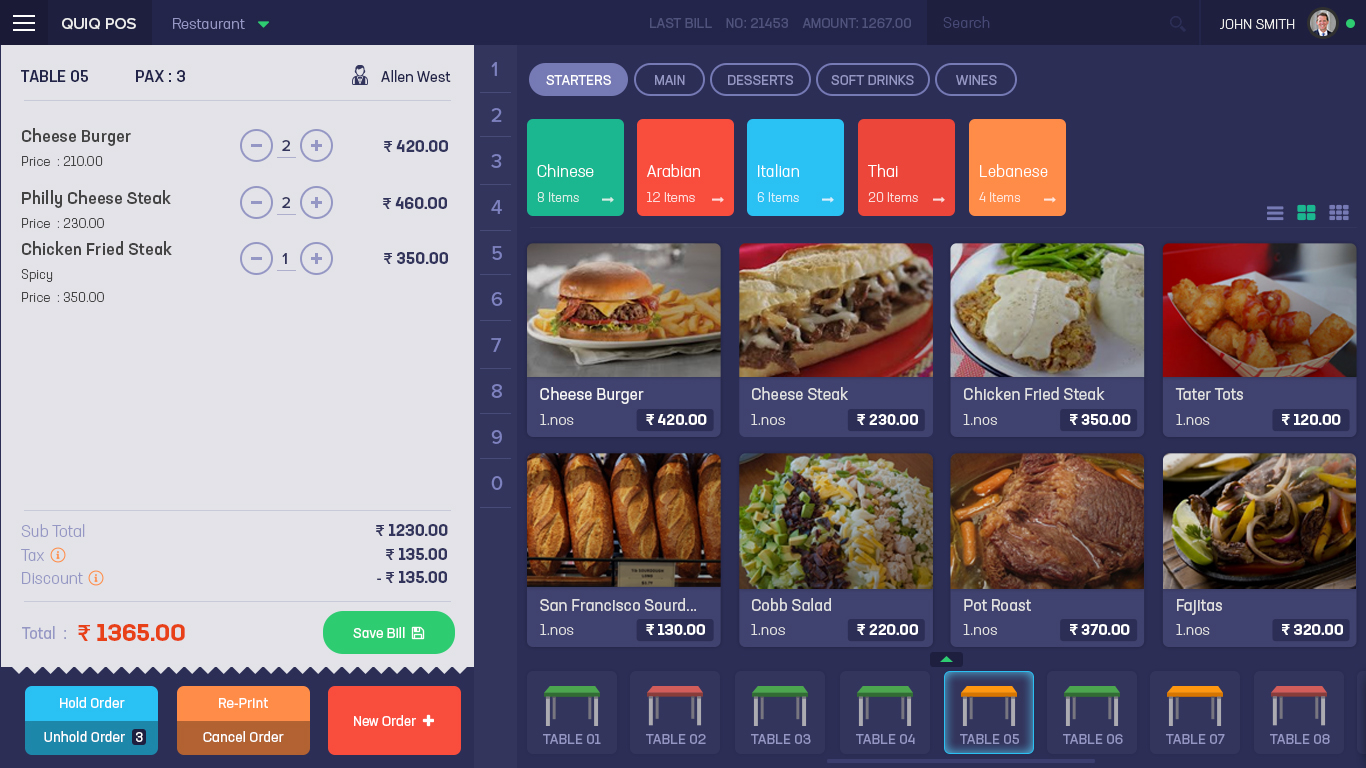 QUIQ POS
Restaurant
LAST BILL NO: 21453 AMOUNT: 1267.00
Search
JOHN SMITH
TABLE 05 PAX : 3 Allen West
Cheese Burger
Price : 210.00
2
₹ 420.00
Philly Cheese Steak
Price : 230.00
2
₹ 460.00
Chicken Fried Steak
Spicy
Price : 350.00
1
₹ 350.00
Sub Total ₹ 1230.00
Tax ₹ 135.00
Discount - ₹ 135.00
Total : ₹ 1365.00
Save Bill
Hold Order
Unhold Order 3
Re-Print
Cancel Order
New Order
1
2
3
4
5
6
7
8
9
0
STARTERS MAIN DESSERTS SOFT DRINKS WINES
Chinese
8 Items
Arabian
12 Items
Italian
6 Items
Thai
20 Items
Lebanese
4 Items
Cheese Burger
1.nos ₹ 420.00
Cheese Steak
1.nos ₹ 230.00
Chicken Fried Steak
1.nos ₹ 350.00
Tater Tots
1.nos ₹ 120.00
San Francisco Sourd...
1.nos ₹ 130.00
Cobb Salad
1.nos ₹ 220.00
Pot Roast
1.nos ₹ 370.00
Fajitas
1.nos ₹ 320.00
TABLE 01 TABLE 02 TABLE 03 TABLE 04 TABLE 05 TABLE 06 TABLE 07 TABLE 08